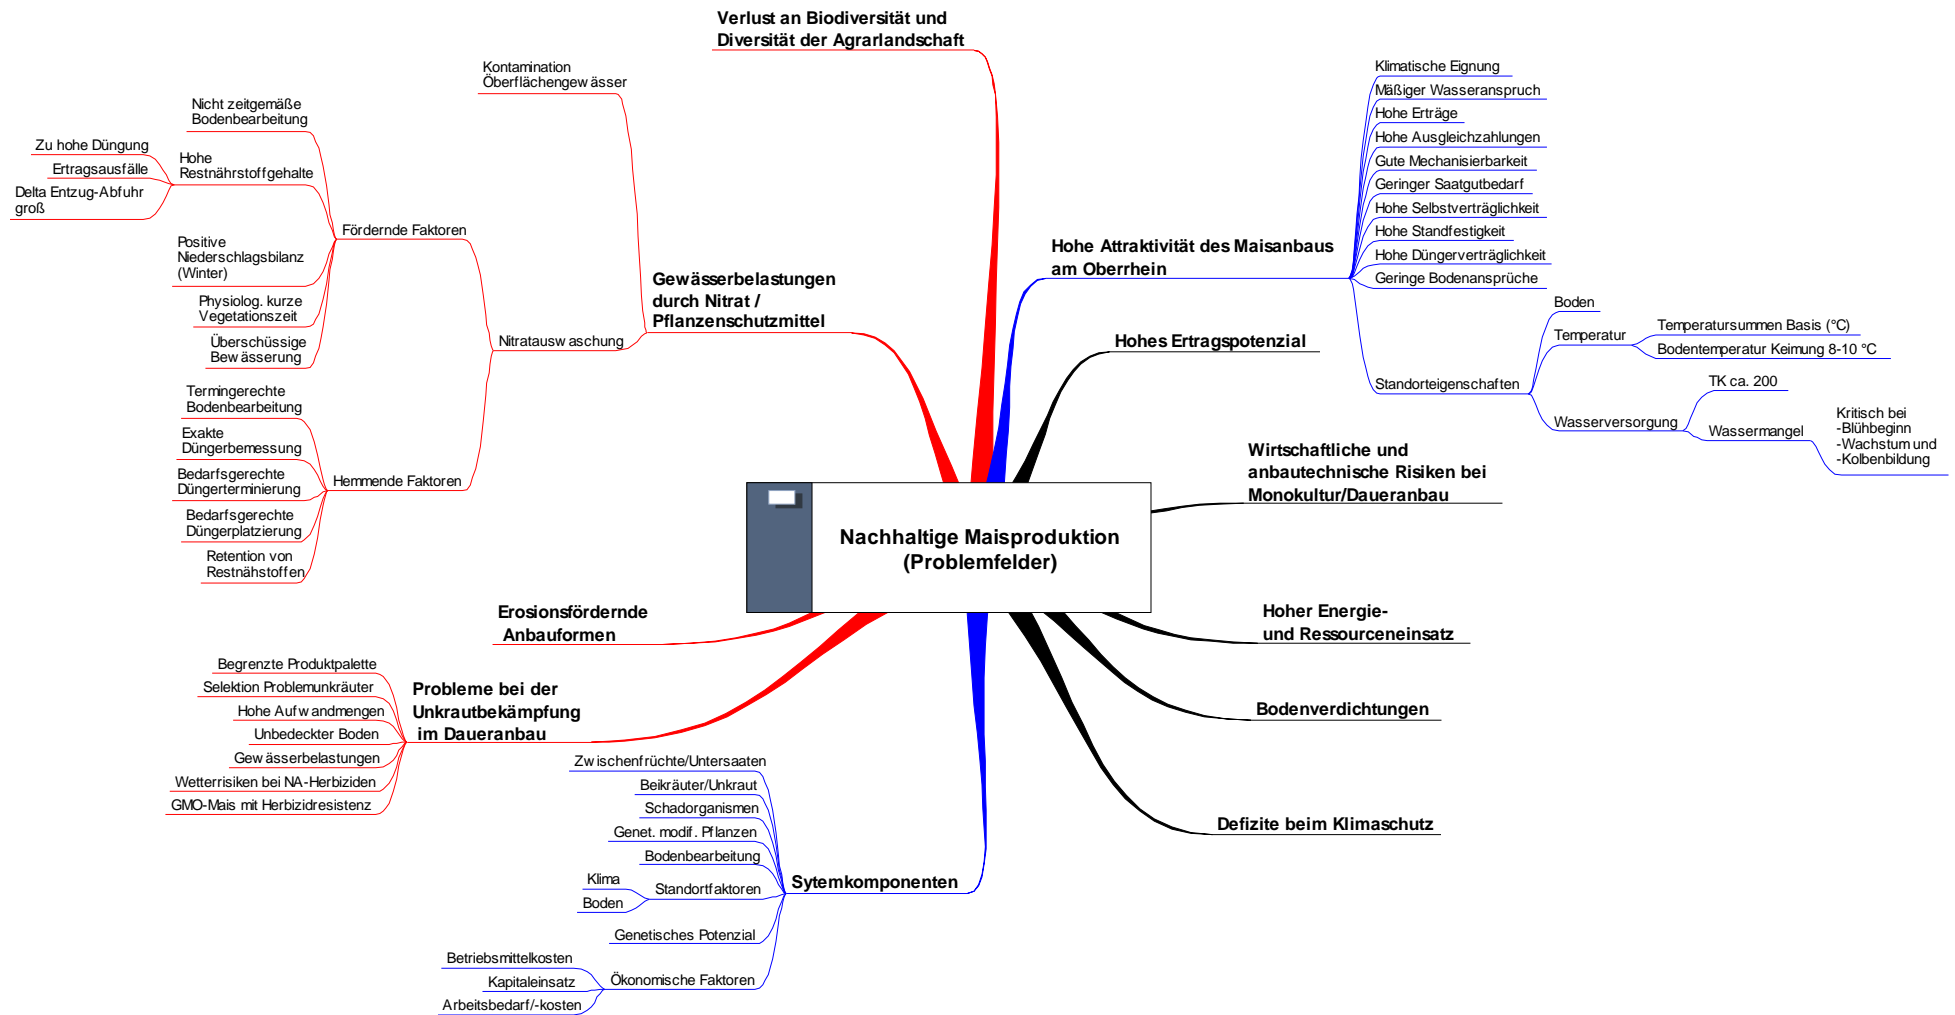 Verlust an Biodiversität und
Diversität der Agrarlandschaft
Kontamination
Öberflächengewässer
Nicht zeitgemäße
Bodenbearbeitung
Zu hohe Düngung
Ertragsausfälle
Delta Entzug-Abfuhr
groß
Hohe
Restnährstoffgehalte
Fördernde Faktoren
Positive
Niederschlagsbilanz
(Winter)
Physiolog. kurze
Vegetationszeit
Überschüssige
Bewässerung
Gewässerbelastungen
durch Nitrat /
Pflanzenschutzmittel
Nitratauswaschung
Termingerechte
Bodenbearbeitung
Exakte
Düngerbemessung
Bedarfsgerechte
Düngerterminierung
Hemmende Faktoren
Bedarfsgerechte
Düngerplatzierung
Retention von
Restnähstoffen
Erosionsfördernde
Anbauformen
Begrenzte Produktpalette
Selektion Problemunkräuter
Hohe Aufwandmengen
Unbedeckter Boden
Gewässerbelastungen
Wetterrisiken bei NA-Herbiziden
GMO-Mais mit Herbizidresistenz
Probleme bei der
Unkrautbekämpfung
im Daueranbau
Zwischenfrüchte/Untersaaten
Beikräuter/Unkraut
Schadorganismen
Genet. modif. Pflanzen
Bodenbearbeitung
Klima
Boden
Standortfaktoren
Genetisches Potenzial
Betriebsmittelkosten
Kapitaleinsatz
Arbeitsbedarf/-kosten
Ökonomische Faktoren
Sytemkomponenten
Nachhaltige Maisproduktion
(Problemfelder)
Hohe Attraktivität des Maisanbaus
am Oberrhein
Klimatische Eignung
Mäßiger Wasseranspruch
Hohe Erträge
Hohe Ausgleichzahlungen
Gute Mechanisierbarkeit
Geringer Saatgutbedarf
Hohe Selbstverträglichkeit
Hohe Standfestigkeit
Hohe Düngerverträglichkeit
Geringe Bodenansprüche
Standorteigenschaften
Boden
Temperatur
Temperatursummen Basis (°C)
Bodentemperatur Keimung 8-10 °C
Wasserversorgung
TK ca. 200
Wassermangel
Kritisch bei
-Blühbeginn
-Wachstum und
-Kolbenbildung
Hohes Ertragspotenzial
Wirtschaftliche und
anbautechnische Risiken bei
Monokultur/Daueranbau
Hoher Energie-
und Ressourceneinsatz
Bodenverdichtungen
Defizite beim Klimaschutz